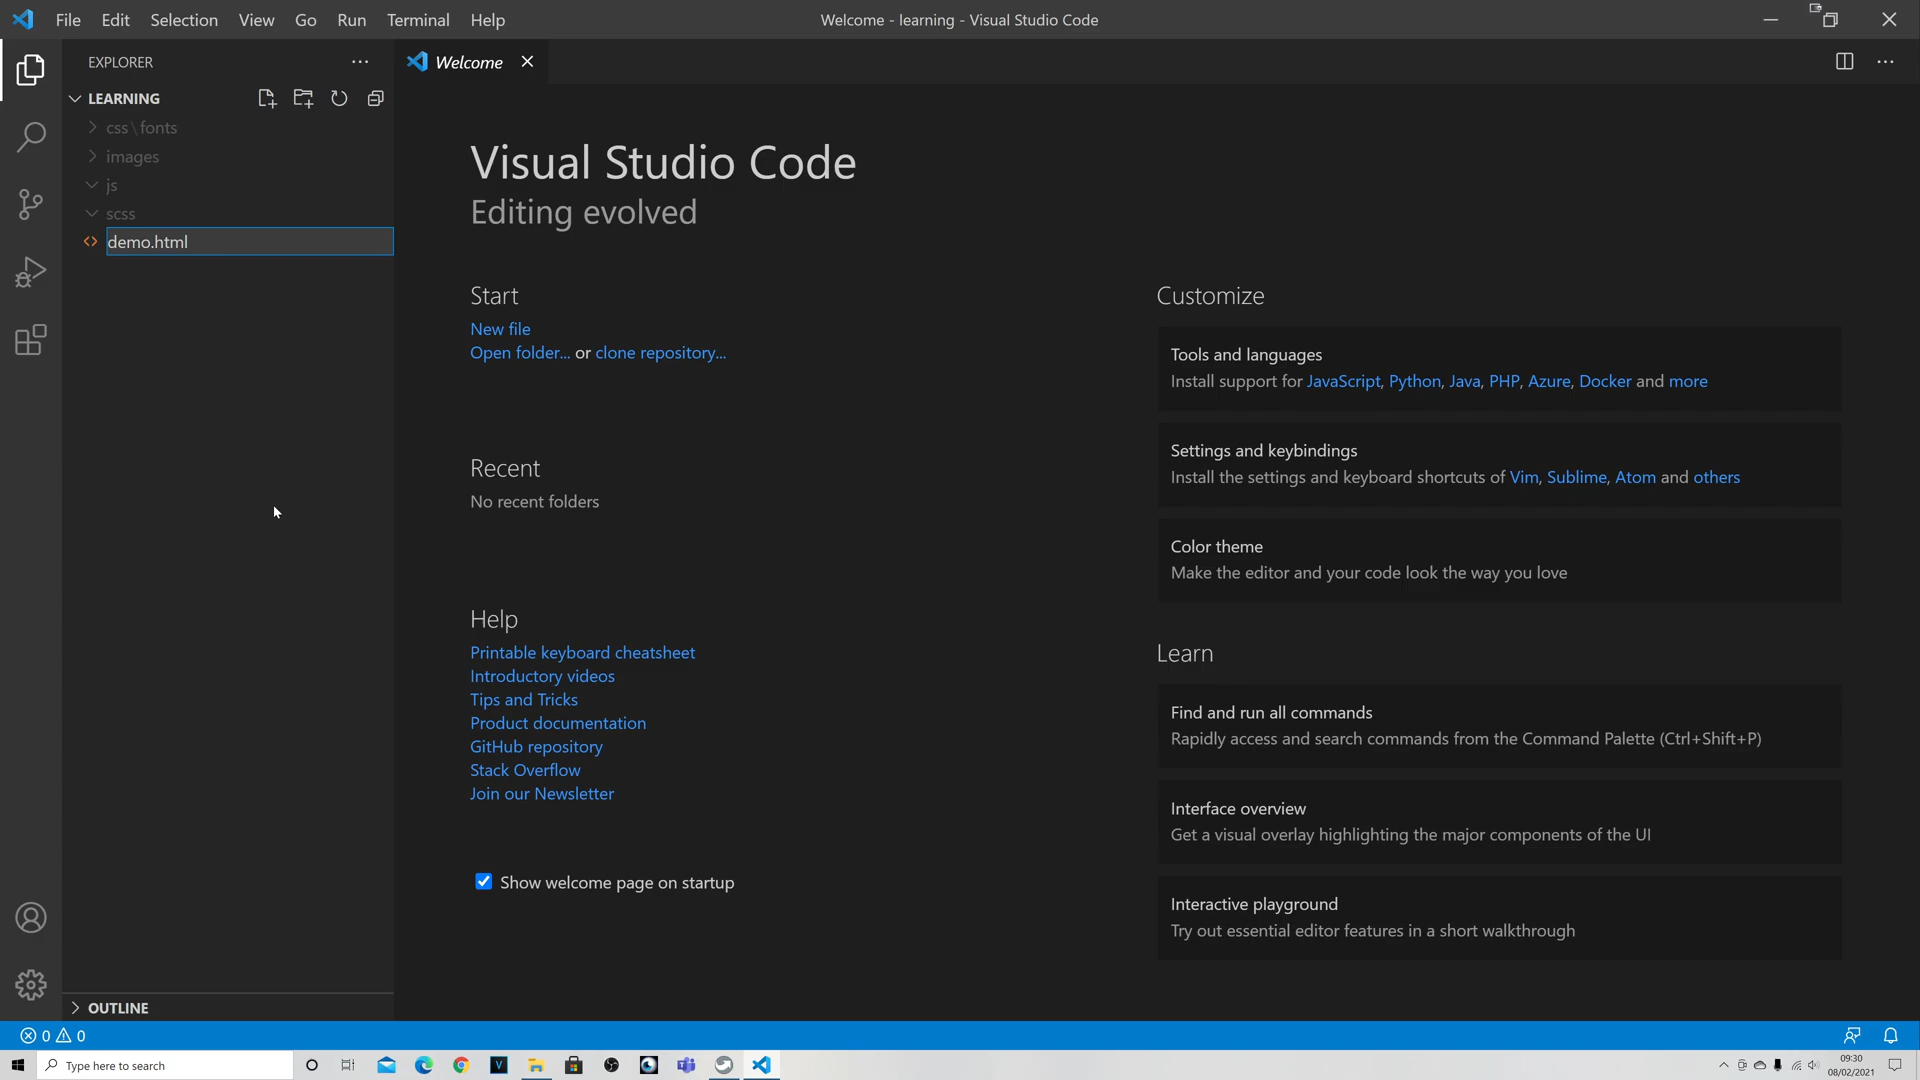 File Edit Selection View Go Run Terminal Help
Welcome - learning - Visual Studio Code
EXPLORER
Welcome
LEARNING
css\fonts
images
js
scss
demo.html
Visual Studio Code
Editing evolved
Start
New file
Open folder... or clone repository...
Recent
No recent folders
Help
Printable keyboard cheatsheet
Introductory videos
Tips and Tricks
Product documentation
GitHub repository
Stack Overflow
Join our Newsletter
Show welcome page on startup
Customize
Tools and languages
Install support for JavaScript, Python, Java, PHP, Azure, Docker and more
Settings and keybindings
Install the settings and keyboard shortcuts of Vim, Sublime, Atom and others
Color theme
Make the editor and your code look the way you love
Learn
Find and run all commands
Rapidly access and search commands from the Command Palette (Ctrl+Shift+P)
Interface overview
Get a visual overlay highlighting the major components of the UI
Interactive playground
Try out essential editor features in a short walkthrough
OUTLINE
0 0
Type here to search
V
09:30
08/02/2021